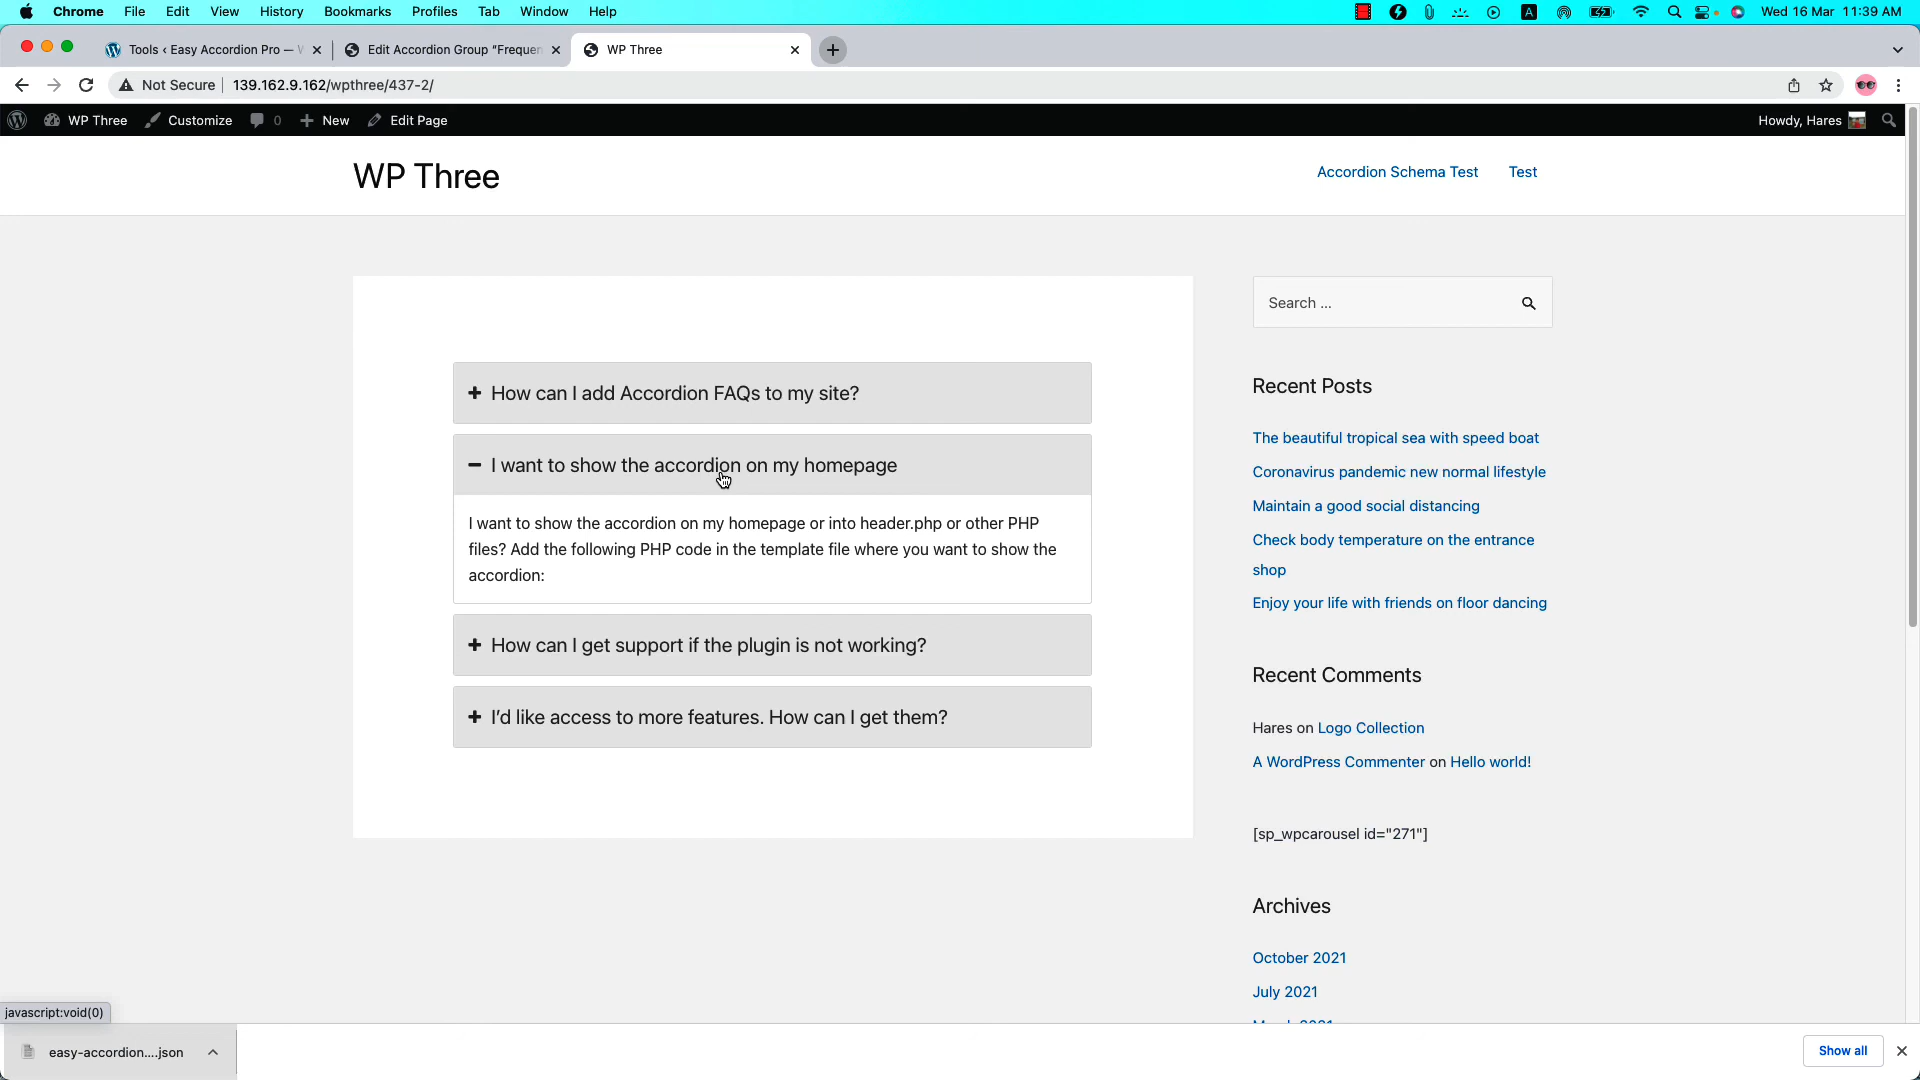 Chrome File Edit View History Bookmarks Profiles Tab Window Help A Wed 16 Mar 11:39 AM
Tools ‹ Easy Accordion Pro — Edit Accordion Group “Frequen WP Three
Not Secure 139.162.9.162/wpthree/437-2/
WP Three Customize 0 New Edit Page Howdy, Hares
WP Three
Accordion Schema Test Test
How can I add Accordion FAQs to my site?
I want to show the accordion on my homepage
I want to show the accordion on my homepage or into header.php or other PHP
files? Add the following PHP code in the template file where you want to show the
accordion:
How can I get support if the plugin is not working?
I’d like access to more features. How can I get them?
Search ...
Recent Posts
The beautiful tropical sea with speed boat
Coronavirus pandemic new normal lifestyle
Maintain a good social distancing
Check body temperature on the entrance
shop
Enjoy your life with friends on floor dancing
Recent Comments
Hares on Logo Collection
A WordPress Commenter on Hello world!
[sp_wpcarousel id="271"]
Archives
October 2021
July 2021
javascript:void(0)
easy-accordion....json
Show all